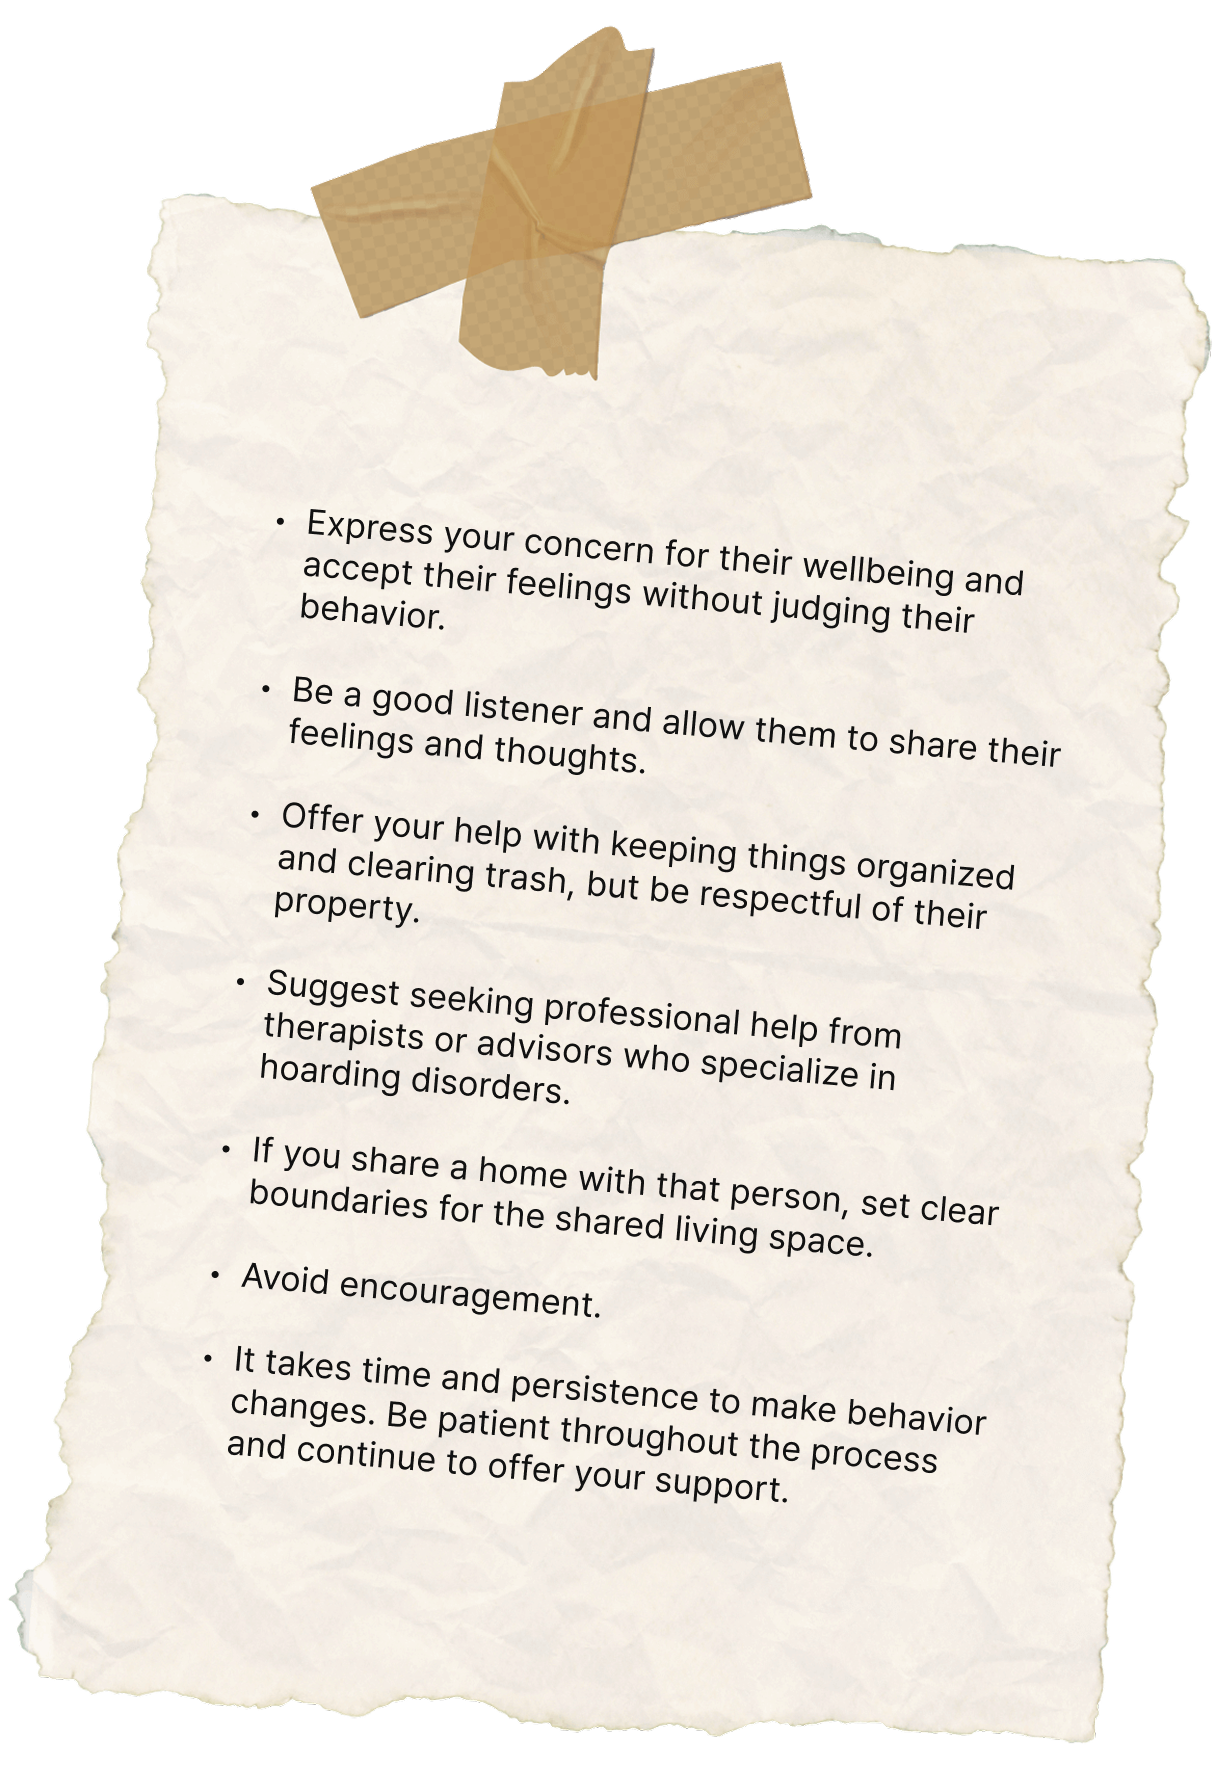 • Express your concern for their wellbeing and
accept their feelings without judging their
behavior.
• Be a good listener and allow them to share their
feelings and thoughts.
• Offer your help with keeping things organized
and clearing trash, but be respectful of their
property.
• Suggest seeking professional help from
therapists or advisors who specialize in
hoarding disorders.
• If you share a home with that person, set clear
boundaries for the shared living space.
• Avoid encouragement.
• It takes time and persistence to make behavior
changes. Be patient throughout the process
and continue to offer your support.